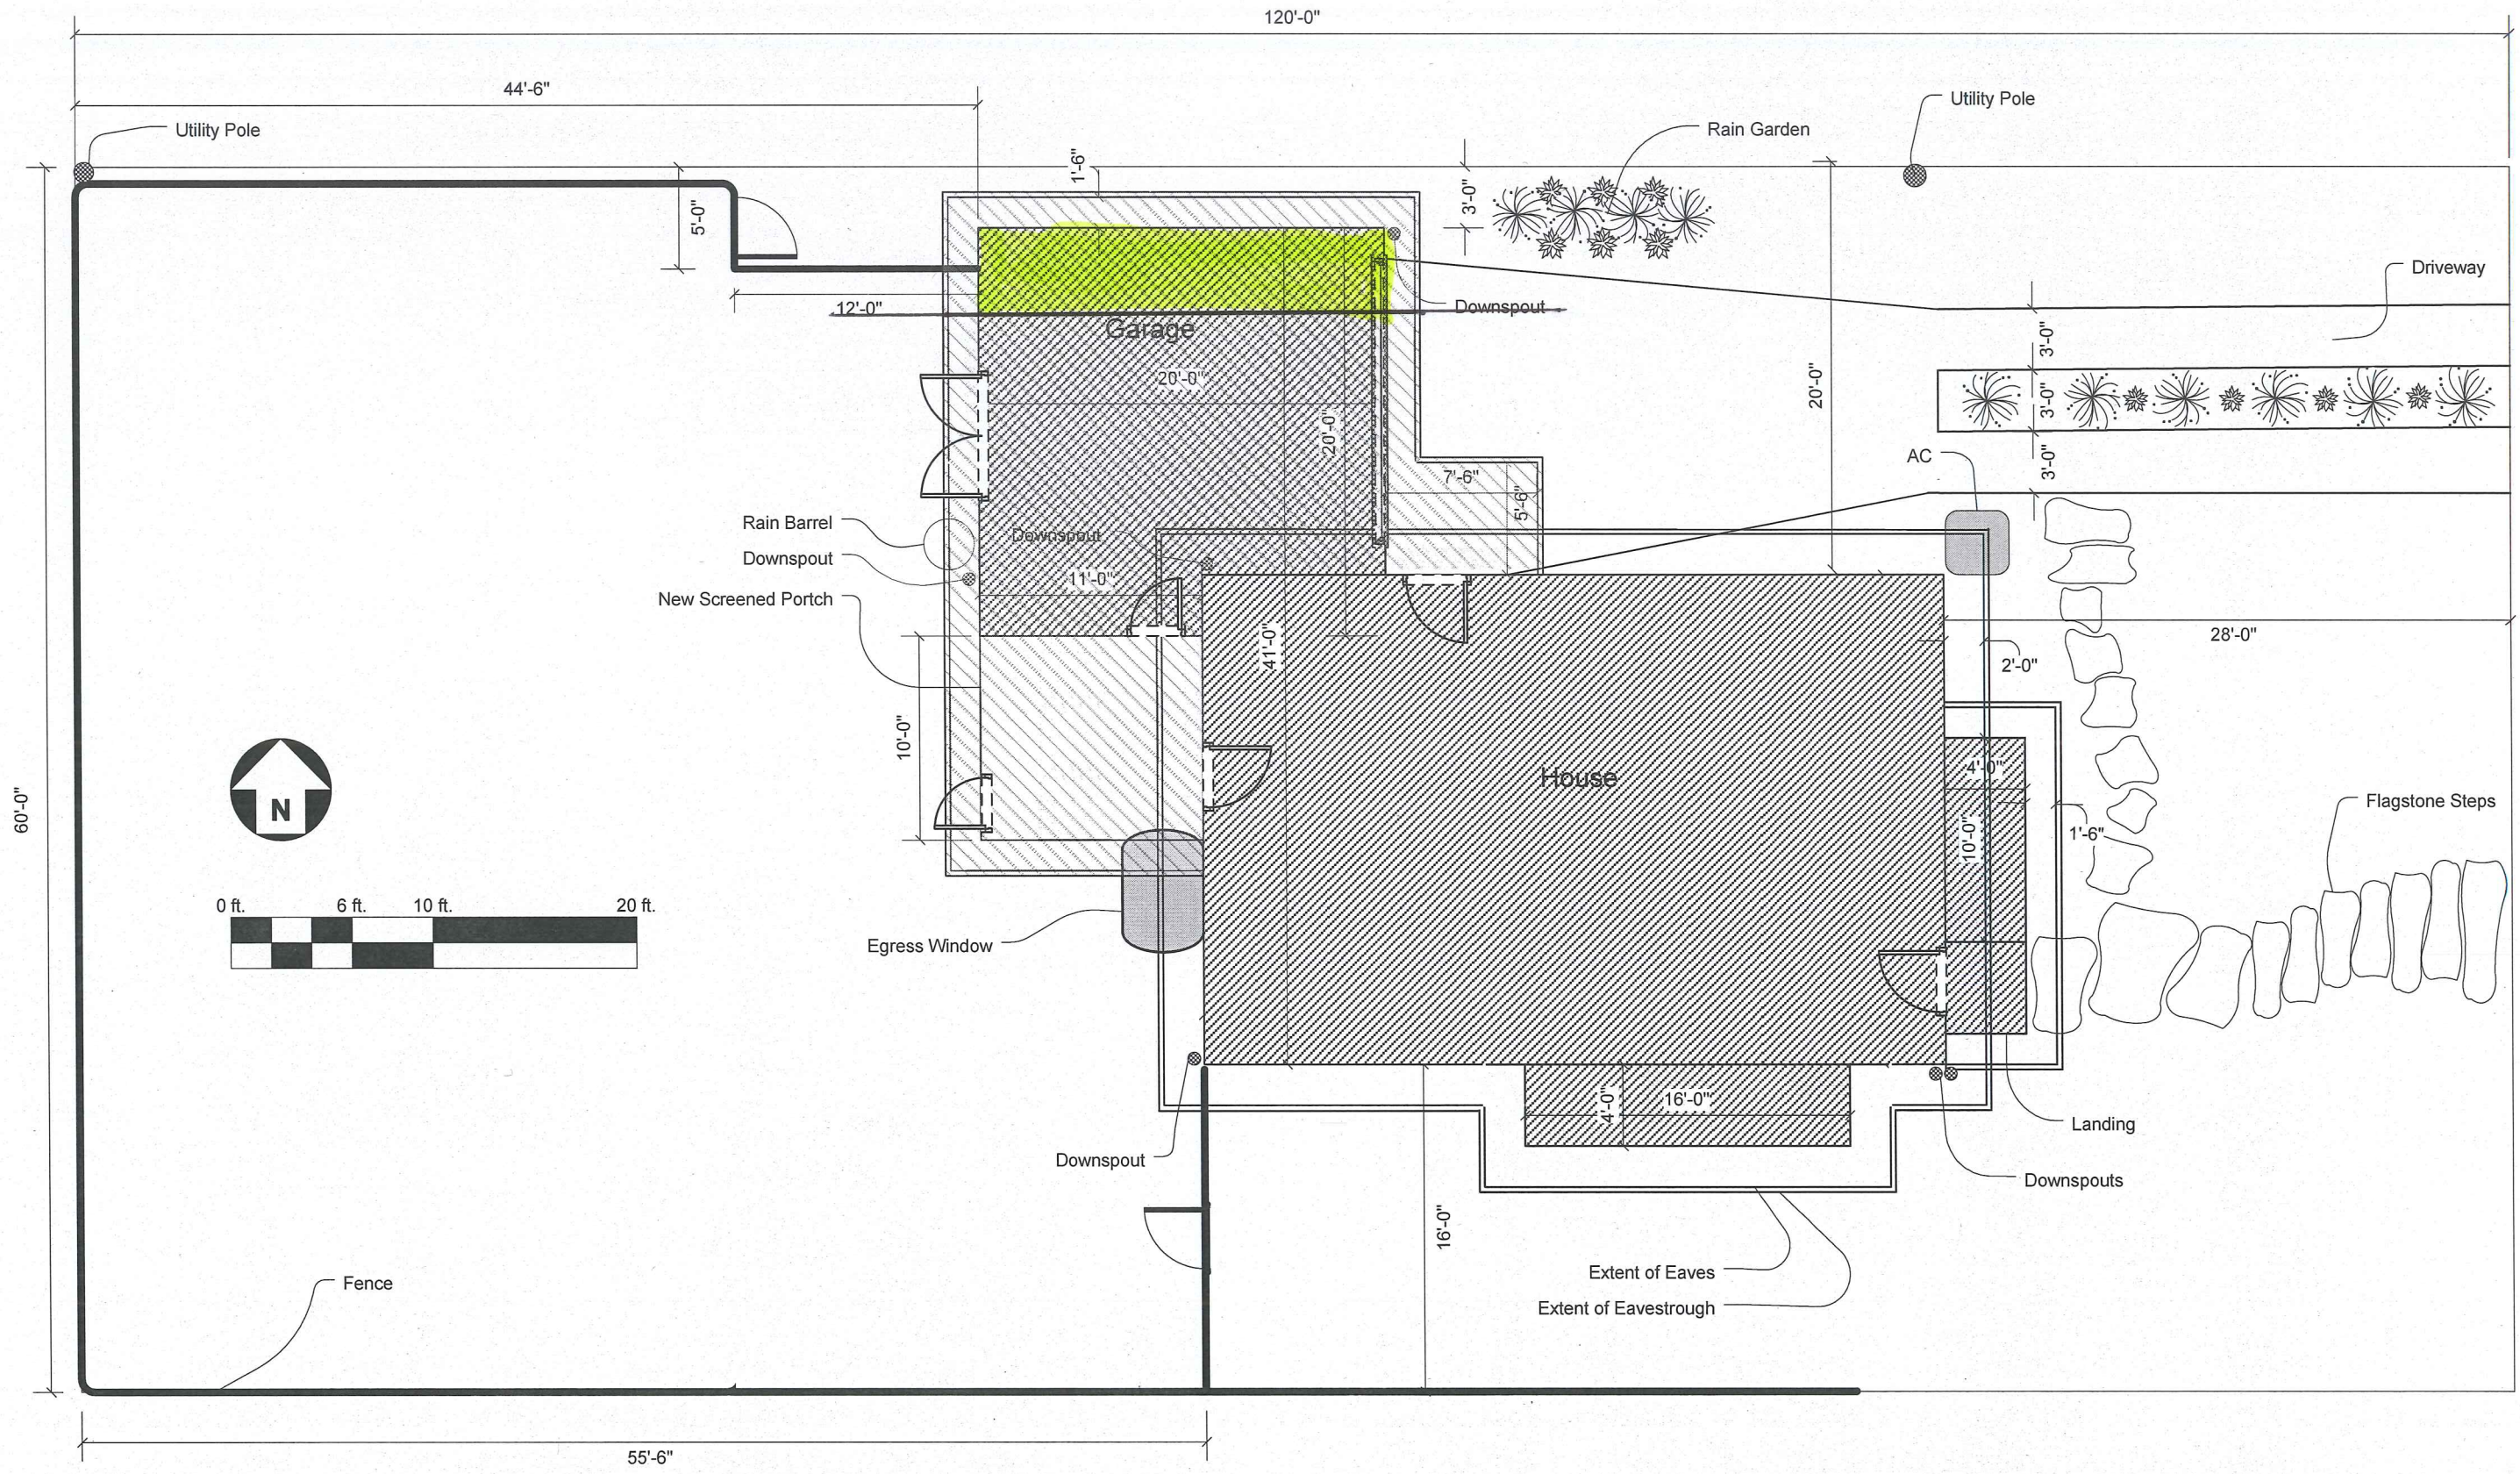 120'-0"
44'-6"
Utility Pole
Utility Pole
Rain Garden
1'-6"
3'-0"
5'-0"
Driveway
12'-0"
Downspout
Garage
3'-0"
20'-0"
20'-0"
20'-0"
3'-0"
AC
3'-0"
7'-6"
5'-6"
Rain Barrel
Downspout
Downspout
11'-0"
New Screened Portch
41'-0"
28'-0"
2'-0"
10'-0"
House
4'-0"
10'-0"
1'-6"
Flagstone Steps
60'-0"
N
0 ft. 6 ft. 10 ft. 20 ft.
Egress Window
4'-0"
16'-0"
Landing
Downspout
Downspouts
16'-0"
Extent of Eaves
Fence
Extent of Eavestrough
55'-6"